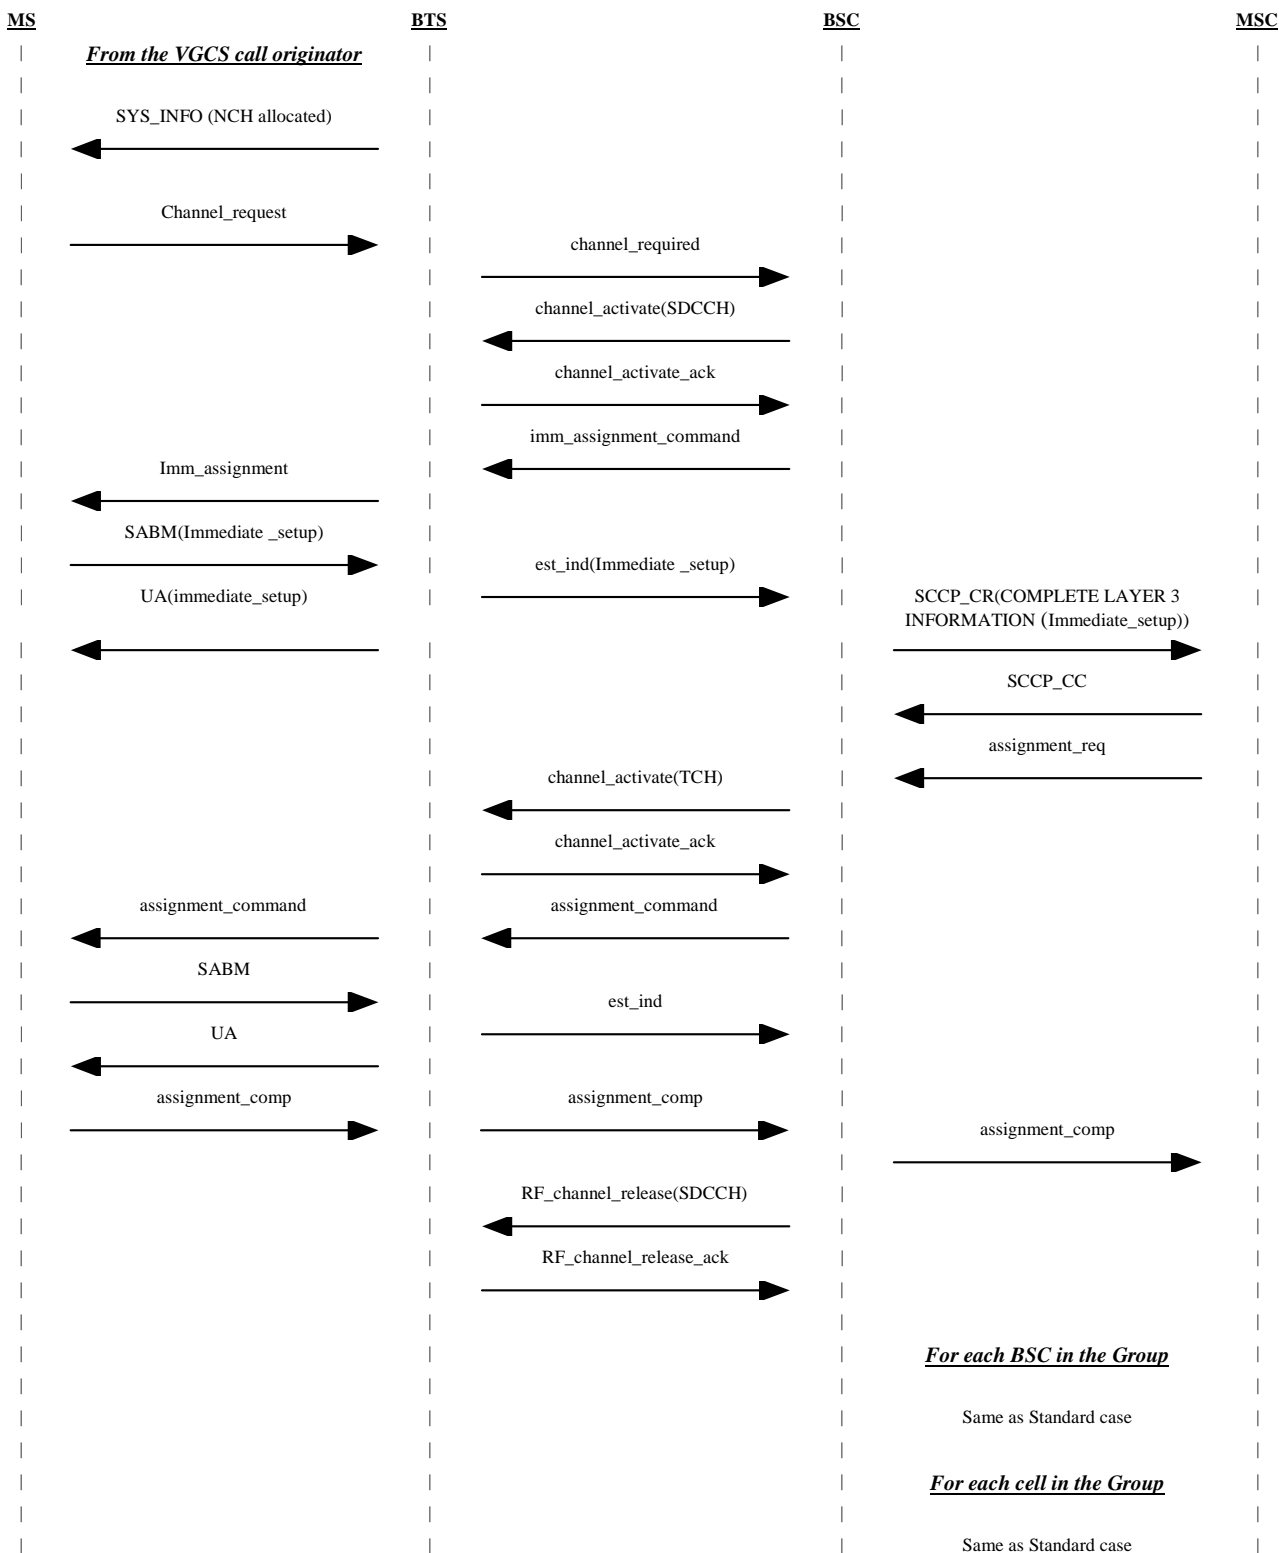 MS BTS BSC MSC
From the VGCS call originator
SYS_INFO (NCH allocated)
Channel_request
channel_required
channel_activate(SDCCH)
channel_activate_ack
imm_assignment_command
Imm_assignment
SABM(Immediate _setup)
est_ind(Immediate _setup)
UA(immediate_setup)
SCCP_CR(COMPLETE LAYER 3
INFORMATION (Immediate_setup))
SCCP_CC
assignment_req
channel_activate(TCH)
channel_activate_ack
assignment_command assignment_command
SABM
est_ind
UA
assignment_comp assignment_comp
assignment_comp
RF_channel_release(SDCCH)
RF_channel_release_ack
For each BSC in the Group
Same as Standard case
For each cell in the Group
Same as Standard case